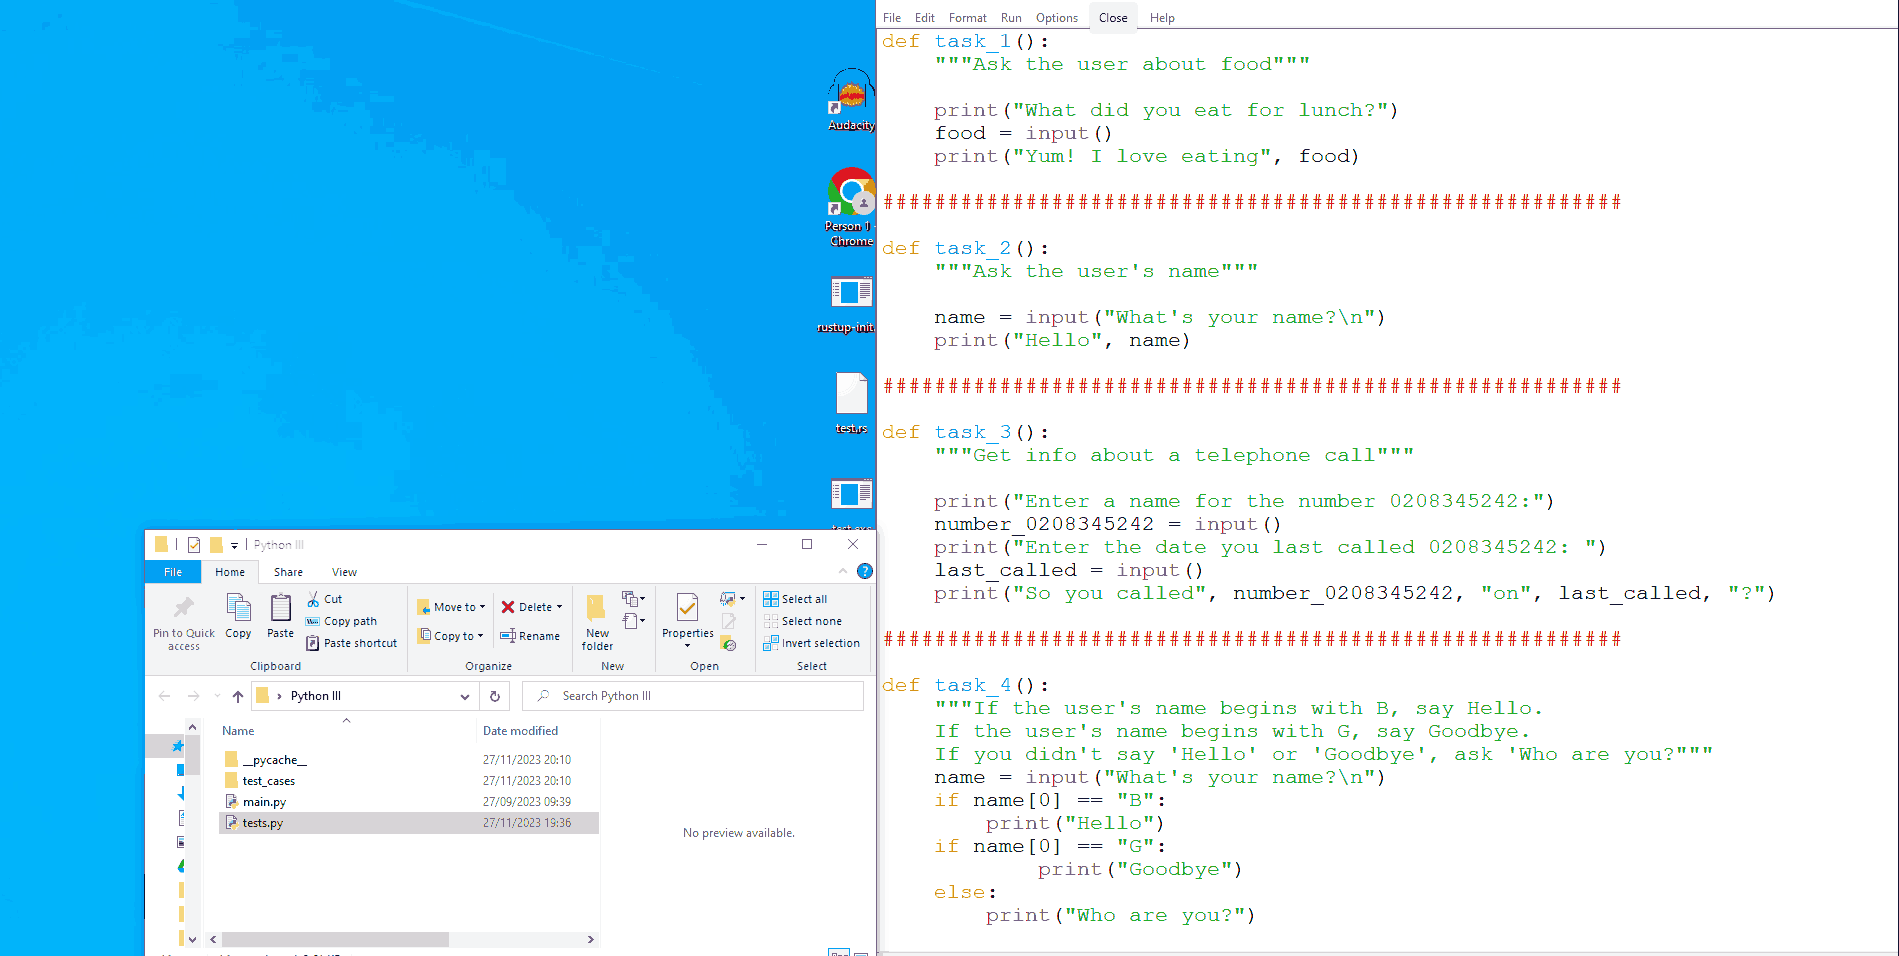 Audacity
Person 1 -
Chrome
rustup-init.
test.rs
Python III
File Home Share View
Pin to Quick
access
Copy
Paste
Cut
Copy path
Paste shortcut
Clipboard
Move to
Copy to
Delete
Rename
Organize
New
folder
New
Properties
Open
Select all
Select none
Invert selection
Select
Python III
Search Python III
Name Date modified
__pycache__ 27/11/2023 20:10
test_cases 27/11/2023 20:10
main.py 27/09/2023 09:39
tests.py 27/11/2023 19:36
No preview available.
File Edit Format Run Options Close Help
def task_1():
    """Ask the user about food"""
    print("What did you eat for lunch?")
    food = input()
    print("Yum! I love eating", food)
#########################################################
def task_2():
    """Ask the user's name"""
    name = input("What's your name?\n")
    print("Hello", name)
#########################################################
def task_3():
    """Get info about a telephone call"""
    print("Enter a name for the number 0208345242:")
    number_0208345242 = input()
    print("Enter the date you last called 0208345242: ")
    last_called = input()
    print("So you called", number_0208345242, "on", last_called, "?")
#########################################################
def task_4():
    """If the user's name begins with B, say Hello.
    If the user's name begins with G, say Goodbye.
    If you didn't say 'Hello' or 'Goodbye', ask 'Who are you?"""
    name = input("What's your name?\n")
    if name[0] == "B":
        print("Hello")
    if name[0] == "G":
            print("Goodbye")
    else:
        print("Who are you?")